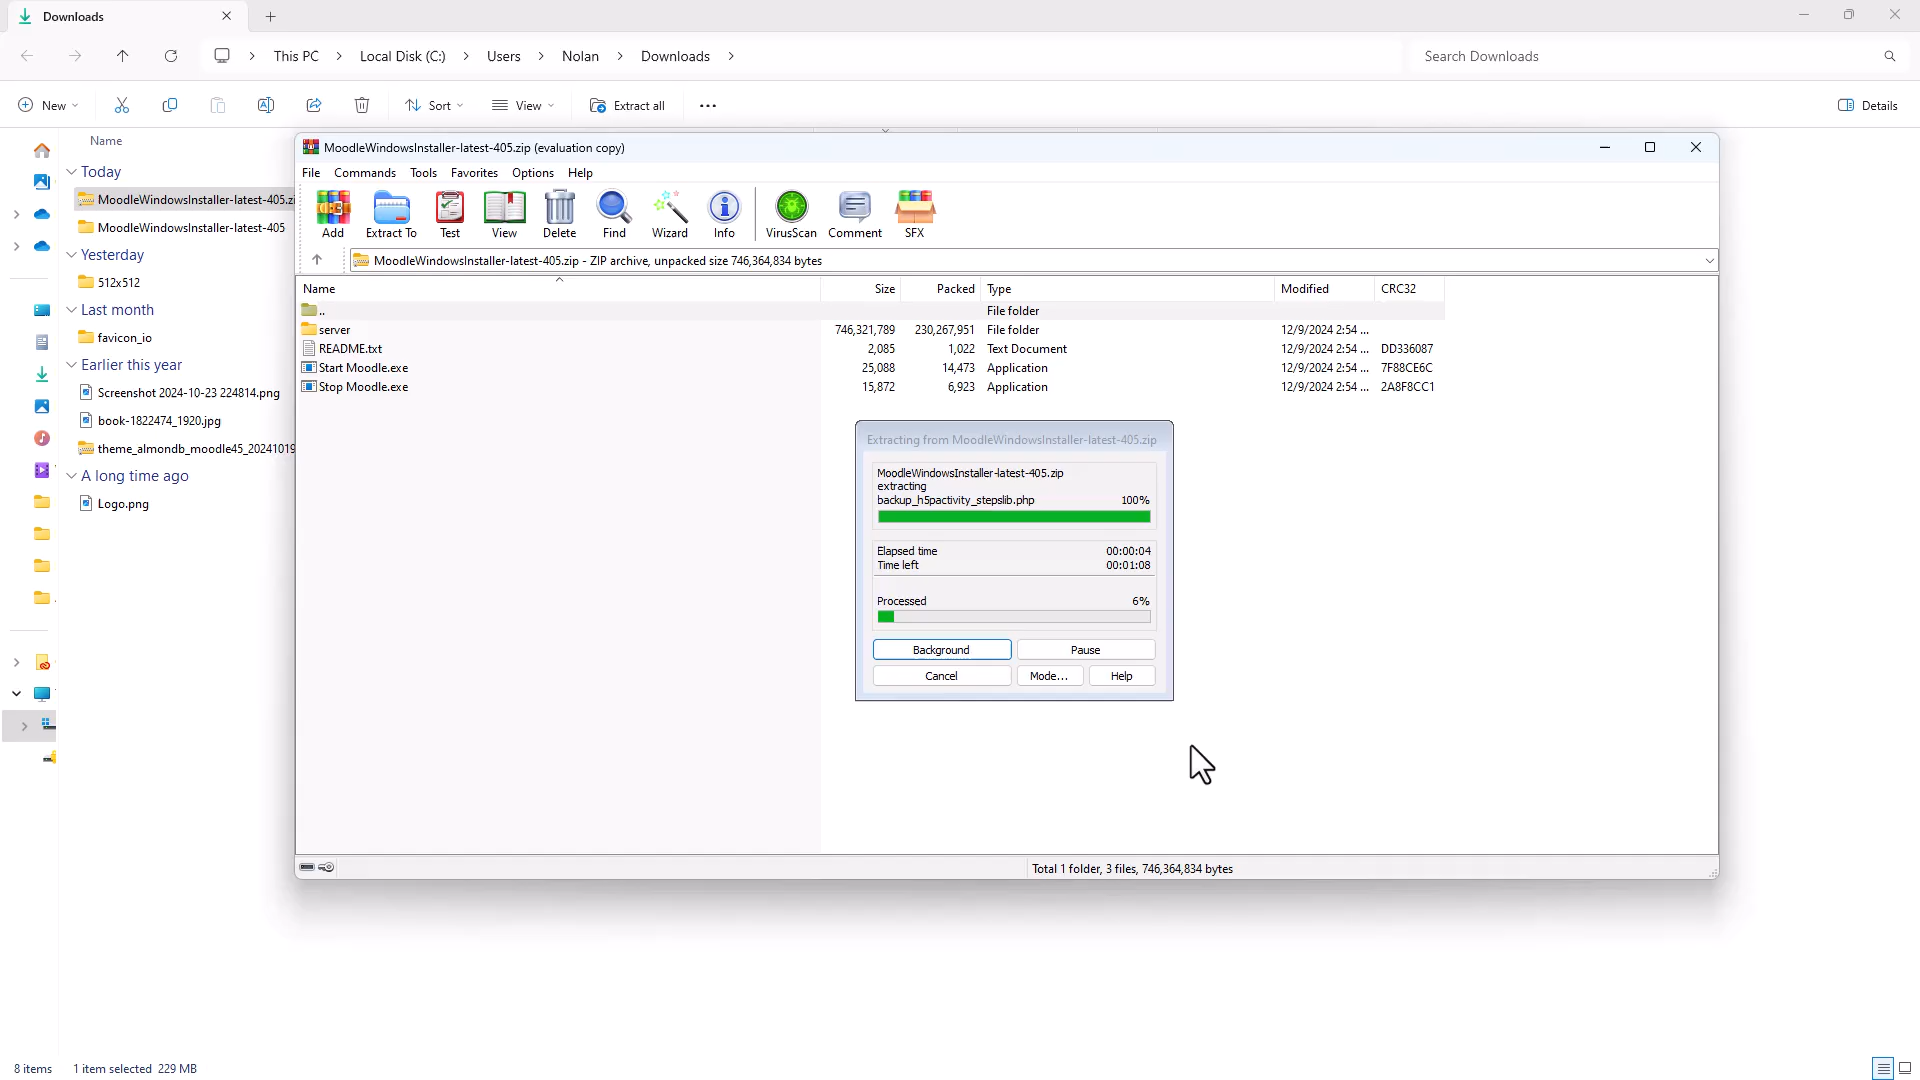 Downloads
This PC > Local Disk (C:) > Users > Nolan > Downloads >
Search Downloads
New
Sort
View
Extract all
Details
Name
Today
MoodleWindowsInstaller-latest-405.zi
MoodleWindowsInstaller-latest-405
Yesterday
512x512
Last month
favicon_io
Earlier this year
Screenshot 2024-10-23 224814.png
book-1822474_1920.jpg
theme_almondb_moodle45_20241019
A long time ago
Logo.png
MoodleWindowsInstaller-latest-405.zip (evaluation copy)
File Commands Tools Favorites Options Help
Add Extract To Test View Delete Find Wizard Info VirusScan Comment SFX
MoodleWindowsInstaller-latest-405.zip - ZIP archive, unpacked size 746,364,834 bytes
Name Size Packed Type Modified CRC32
.. File folder
server 746,321,789 230,267,951 File folder 12/9/2024 2:54 ...
README.txt 2,085 1,022 Text Document 12/9/2024 2:54 ... DD336087
Start Moodle.exe 25,088 14,473 Application 12/9/2024 2:54 ... 7F88CE6C
Stop Moodle.exe 15,872 6,923 Application 12/9/2024 2:54 ... 2A8F8CC1
Extracting from MoodleWindowsInstaller-latest-405.zip
MoodleWindowsInstaller-latest-405.zip
extracting
backup_h5pactivity_stepslib.php 100%
Elapsed time 00:00:04
Time left 00:01:08
Processed 6%
Background Pause
Cancel Mode... Help
Total 1 folder, 3 files, 746,364,834 bytes
8 items 1 item selected 229 MB